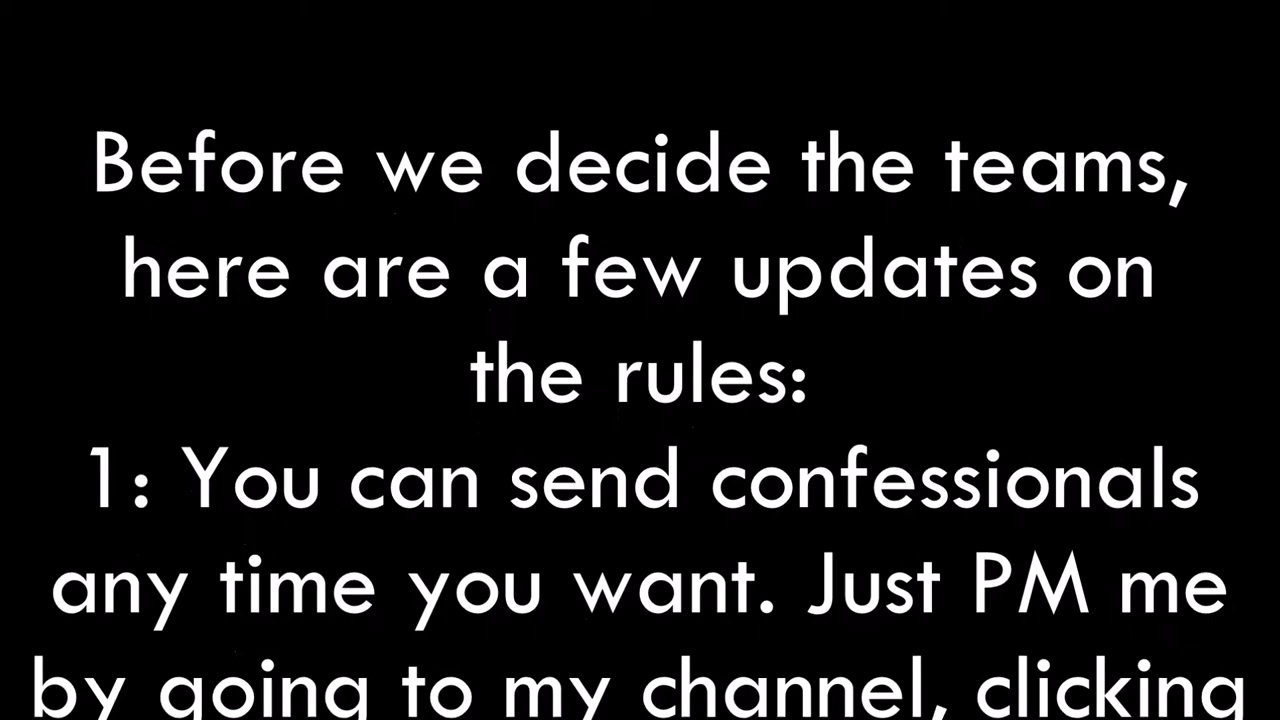 Before we decide the teams,
here are a few updates on
the rules:
1: You can send confessionals
any time you want. Just PM me
by going to my channel, clicking